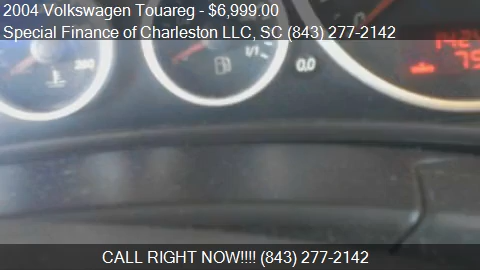 2004 Volkswagen Touareg - $6,999.00
Special Finance of Charleston LLC, SC (843) 277-2142
200
1/1
0.0
CALL RIGHT NOW!!!! (843) 277-2142